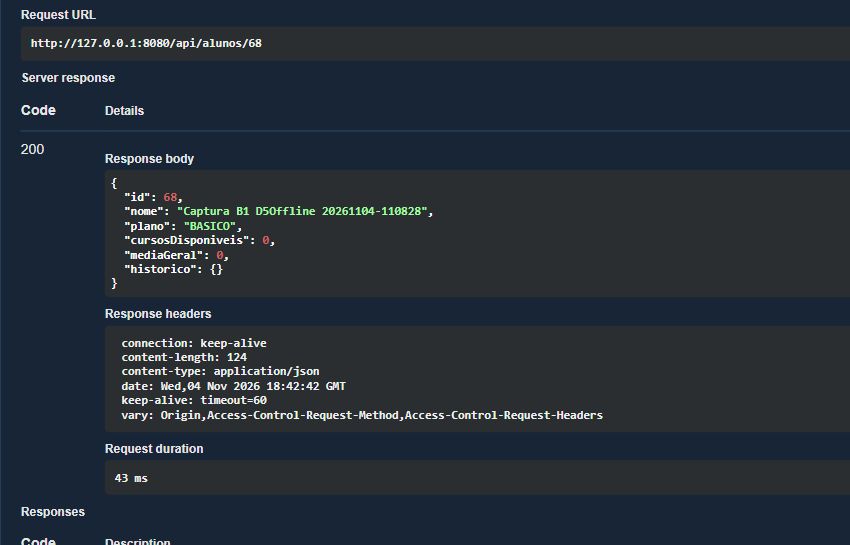 Request URL
http://127.0.0.1:8080/api/alunos/68
Server response
Code Details
200
Response body
{
"id": 68,
"nome": "Captura B1 D5Offline 20261104-110828",
"plano": "BASICO",
"cursosDisponiveis": 0,
"mediaGeral": 0,
"historico": {}
}
Response headers
connection: keep-alive
content-length: 124
content-type: application/json
date: Wed,04 Nov 2026 18:42:42 GMT
keep-alive: timeout=60
vary: Origin,Access-Control-Request-Method,Access-Control-Request-Headers
Request duration
43 ms
Responses
Code Description